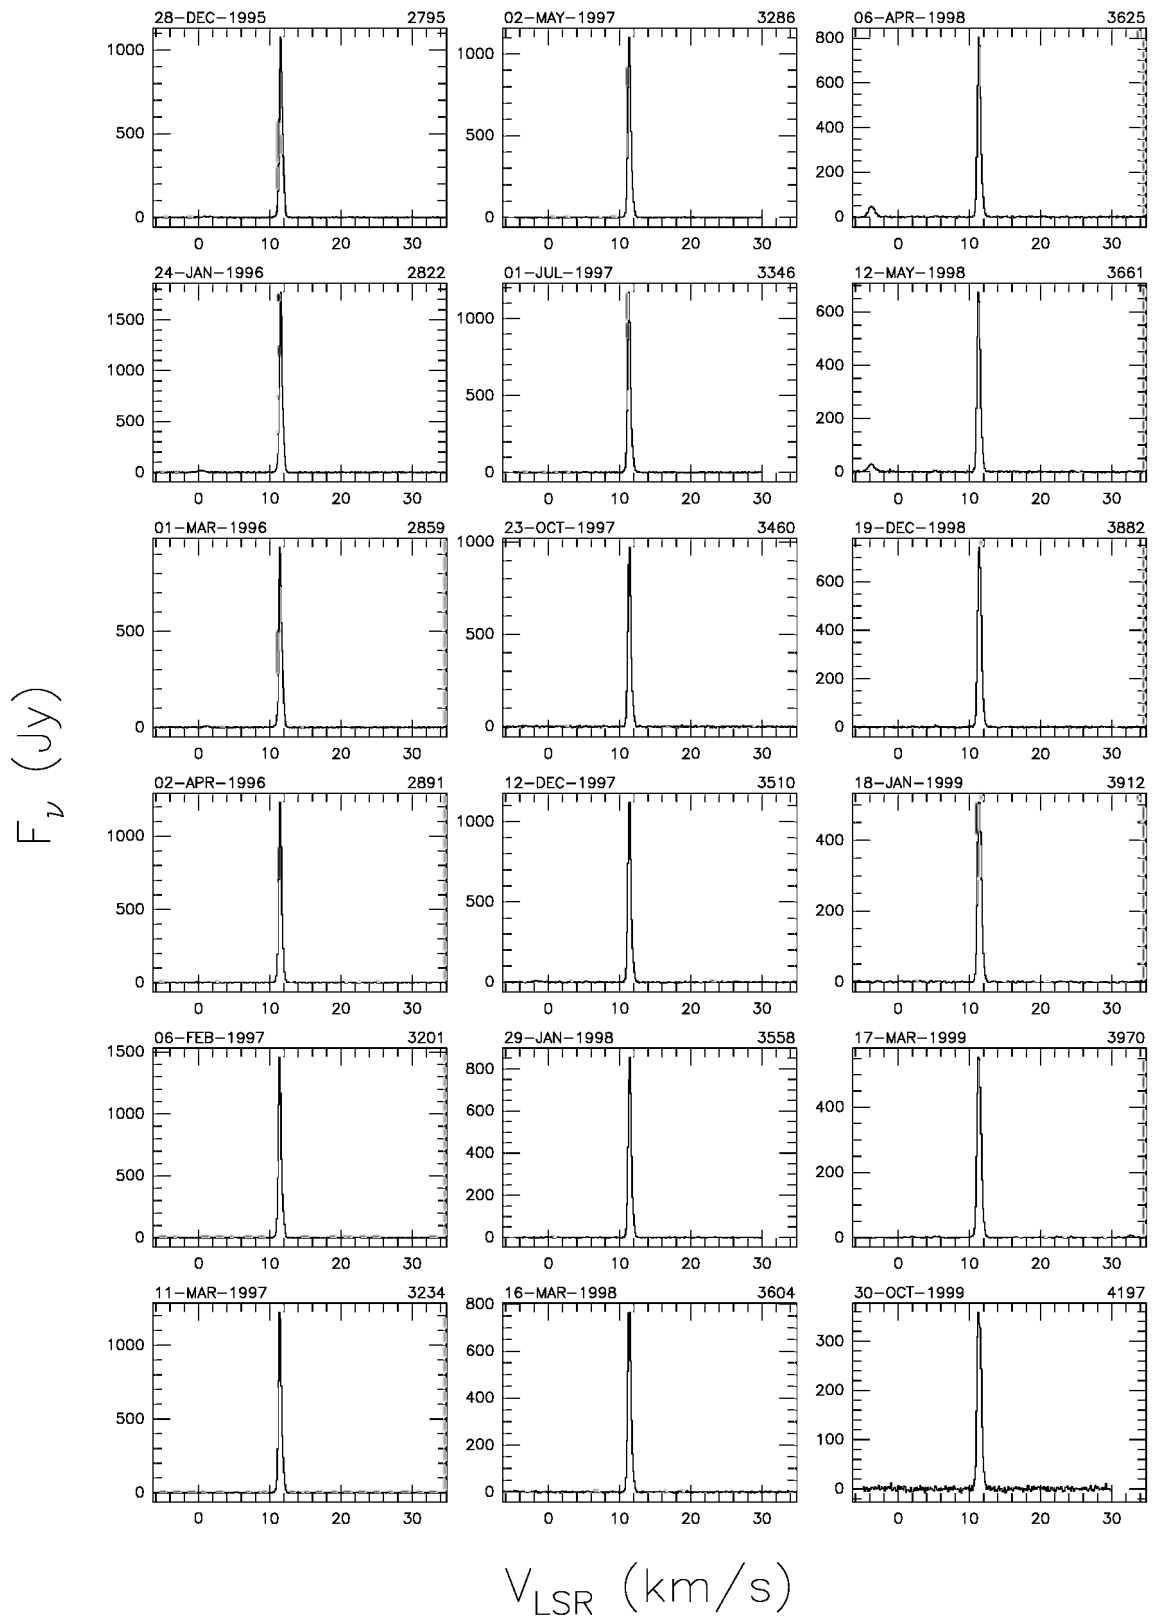 28-DEC-1995 2795 02-MAY-1997 3286 06-APR-1998 3625
1000 1000 800
600
500 500 400
200
0 0 0
0 10 20 30 0 10 20 30 0 10 20 30
24-JAN-1996 2822 01-JUL-1997 3346 12-MAY-1998 3661
1500 1000 600
1000 400
500 500 200
0 0 0
0 10 20 30 0 10 20 30 0 10 20 30
01-MAR-1996 2859 23-OCT-1997 3460 19-DEC-1998 3882
1000
600
500 500 400
200
0 0 0
0 10 20 30 0 10 20 30 0 10 20 30
02-APR-1996 2891 12-DEC-1997 3510 18-JAN-1999 3912
1000 1000 400
500 500 200
0 0 0
0 10 20 30 0 10 20 30 0 10 20 30
06-FEB-1997 3201 29-JAN-1998 3558 17-MAR-1999 3970
1500 800
1000 600 400
500 400 200
200
0 0 0
0 10 20 30 0 10 20 30 0 10 20 30
11-MAR-1997 3234 16-MAR-1998 3604 30-OCT-1999 4197
800
1000 600 300
400 200
500 200 100
0 0 0
0 10 20 30 0 10 20 30 0 10 20 30
Fν (Jy)
VLSR (km/s)